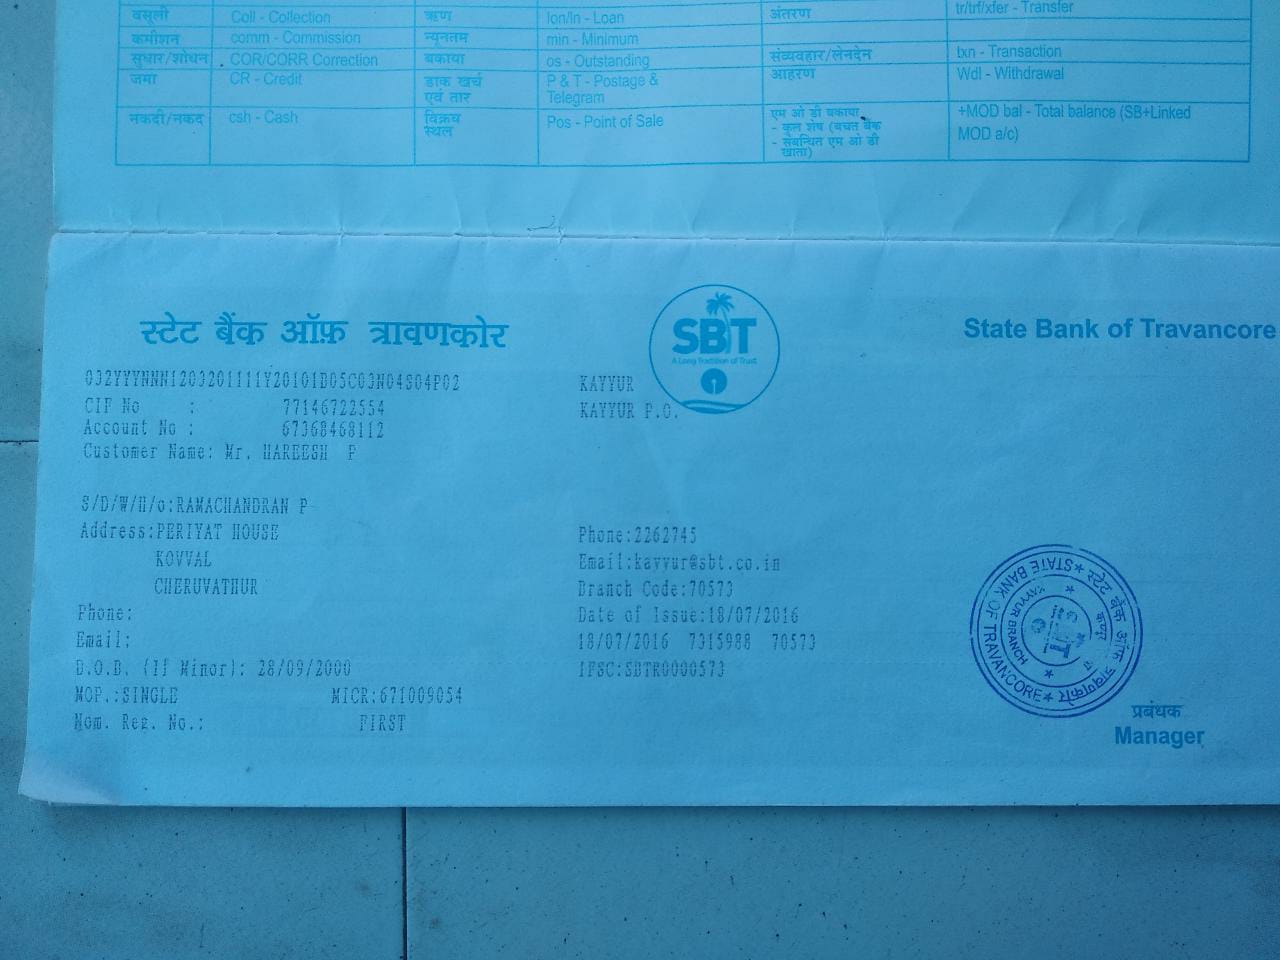 वसूली Coll - Collection ऋण lon/ln - Loan अंतरण tr/trf/xfer - Transfer
कमीशन comm - Commission न्यूनतम min - Minimum
सुधार/शोधन COR/CORR Correction बकाया os - Outstanding संव्यवहार/लेनदेन txn - Transaction
जमा CR - Credit डाक खर्च एवं तार P & T - Postage & Telegram आहरण Wdl - Withdrawal
नकदी/नकद csh - Cash विक्रय स्थल Pos - Point of Sale एम ओ डी बकाया - कुल शेष (बचत बैंक - संबन्धित एम ओ डी खाता) +MOD bal - Total balance (SB+Linked MOD a/c)
स्टेट बैंक ऑफ़ त्रावणकोर
SBT
A Long Tradition of Trust
State Bank of Travancore
032YYYNNN1203201111Y20101B05C03N04S04P02
CIF No : 77146722554
Account No : 67368468112
Customer Name: Mr. HAREESH P
S/D/W/H/o:RAMACHANDRAN P
Address:PERIYAT HOUSE
KOVVAL
CHERUVATHUR
Phone:
Email:
D.O.B. (If Minor): 28/09/2000
MOP.:SINGLE MICR:671009054
Nom. Reg. No.: FIRST
KAYYUR
KAYYUR P.O.
Phone:2262745
Email:kayyur@sbt.co.in
Branch Code:70573
Date of Issue:18/07/2016
18/07/2016 7315988 70573
IFSC:SBTR0000573
स्टेट बैंक ऑफ त्रावणकोर
STATE BANK OF TRAVANCORE
KAYYUR BRANCH
प्रबंधक
Manager